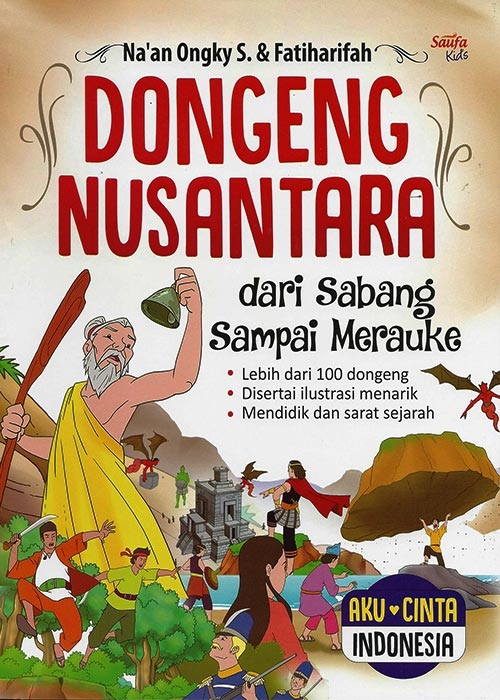 Na'an Ongky S. & Fatiharifah
Saufa
Kids
DONGENG
NUSANTARA
dari Sabang
Sampai Merauke
• Lebih dari 100 dongeng
• Disertai ilustrasi menarik
• Mendidik dan sarat sejarah
AKU ♥ CINTA
INDONESIA